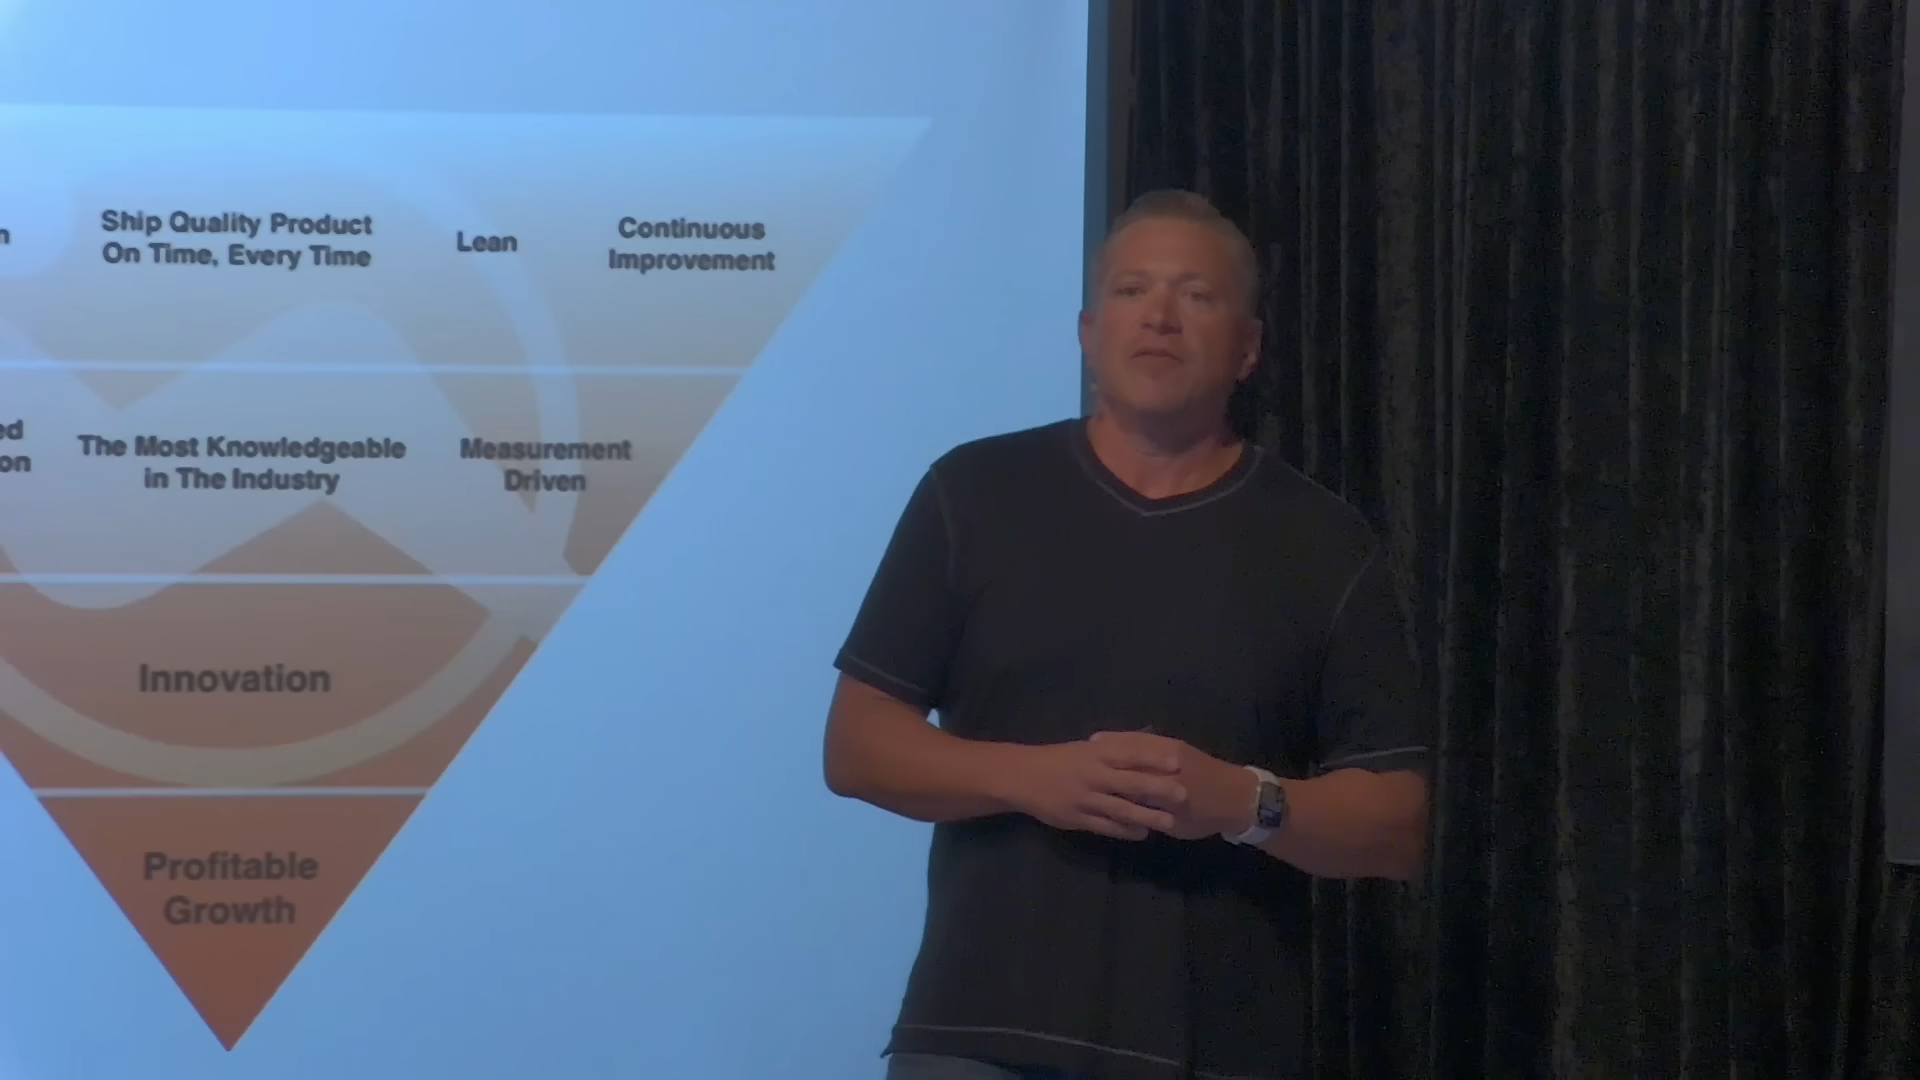 Ship Quality Product
On Time, Every Time
Lean
Continuous
Improvement
The Most Knowledgeable
in The Industry
Measurement
Driven
Innovation
Profitable
Growth